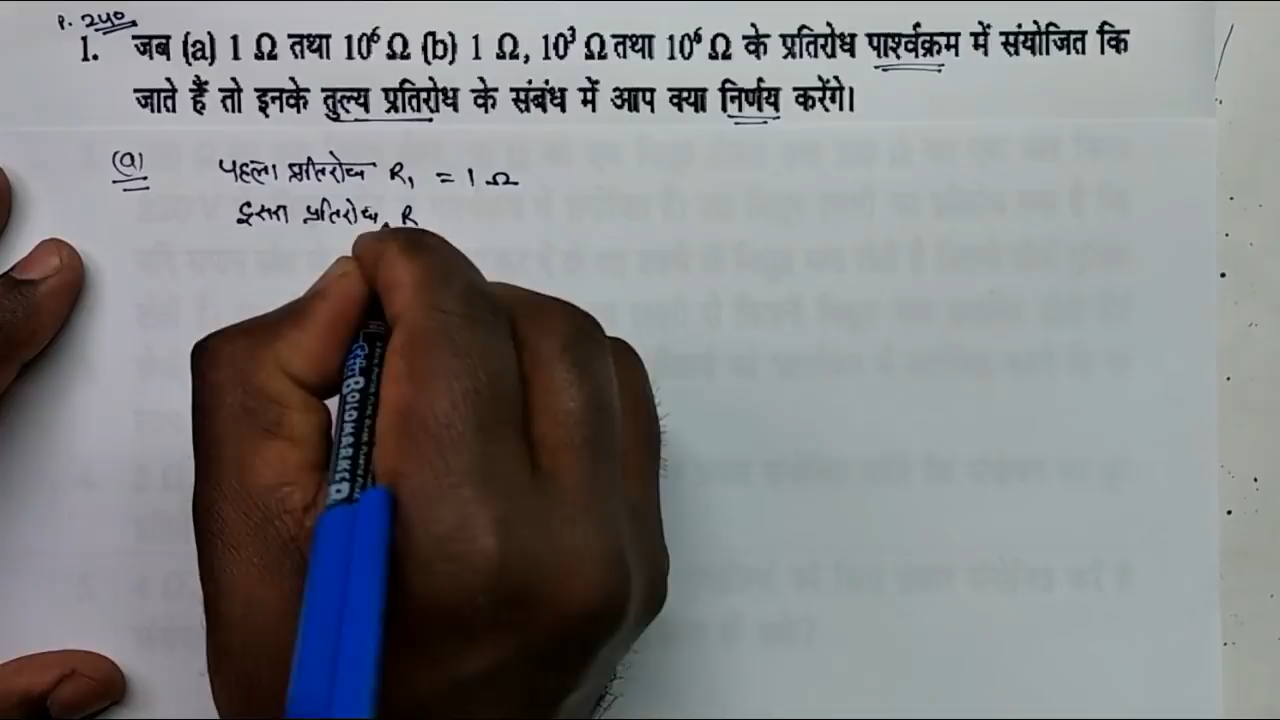 P. 240
1. जब (a) 1 Ω तथा 10⁶ Ω (b) 1 Ω, 10³ Ω तथा 10⁶ Ω के प्रतिरोध पार्श्वक्रम में संयोजित कि
जाते हैं तो इनके तुल्य प्रतिरोध के संबंध में आप क्या निर्णय करेंगे।
(a) पहला प्रतिरोध R₁ = 1 Ω
दूसरा प्रतिरोध, R
BOLDMARKER